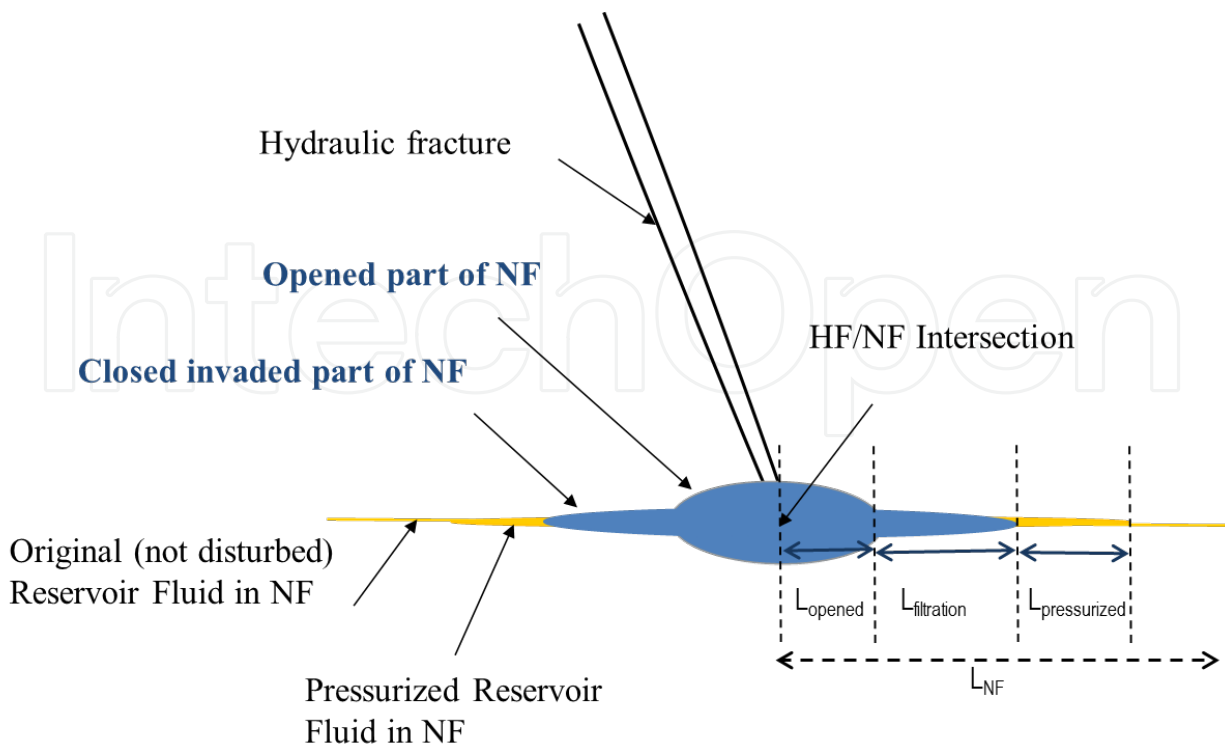 Hydraulic fracture
Opened part of NF
HF/NF Intersection
Closed invaded part of NF
IntechOpen
Original (not disturbed)
Reservoir Fluid in NF
Lopened
Lfiltration
Lpressurized
LNF
Pressurized Reservoir
Fluid in NF